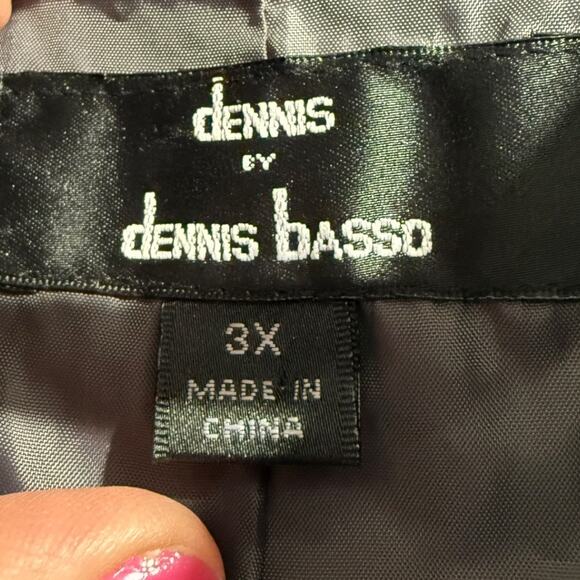 dENNIS
BY
dENNIS bASSO
3X
MADE IN
CHINA